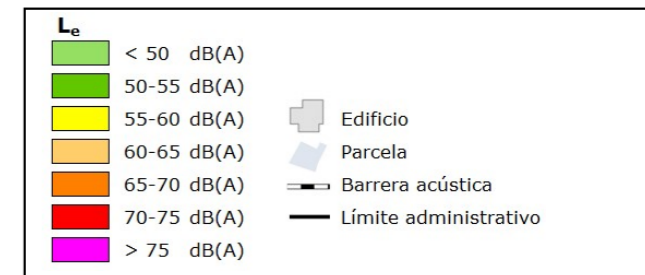 Le
< 50 dB(A)
50-55 dB(A)
55-60 dB(A)
60-65 dB(A)
65-70 dB(A)
70-75 dB(A)
> 75 dB(A)
Edificio
Parcela
Barrera acústica
Límite administrativo